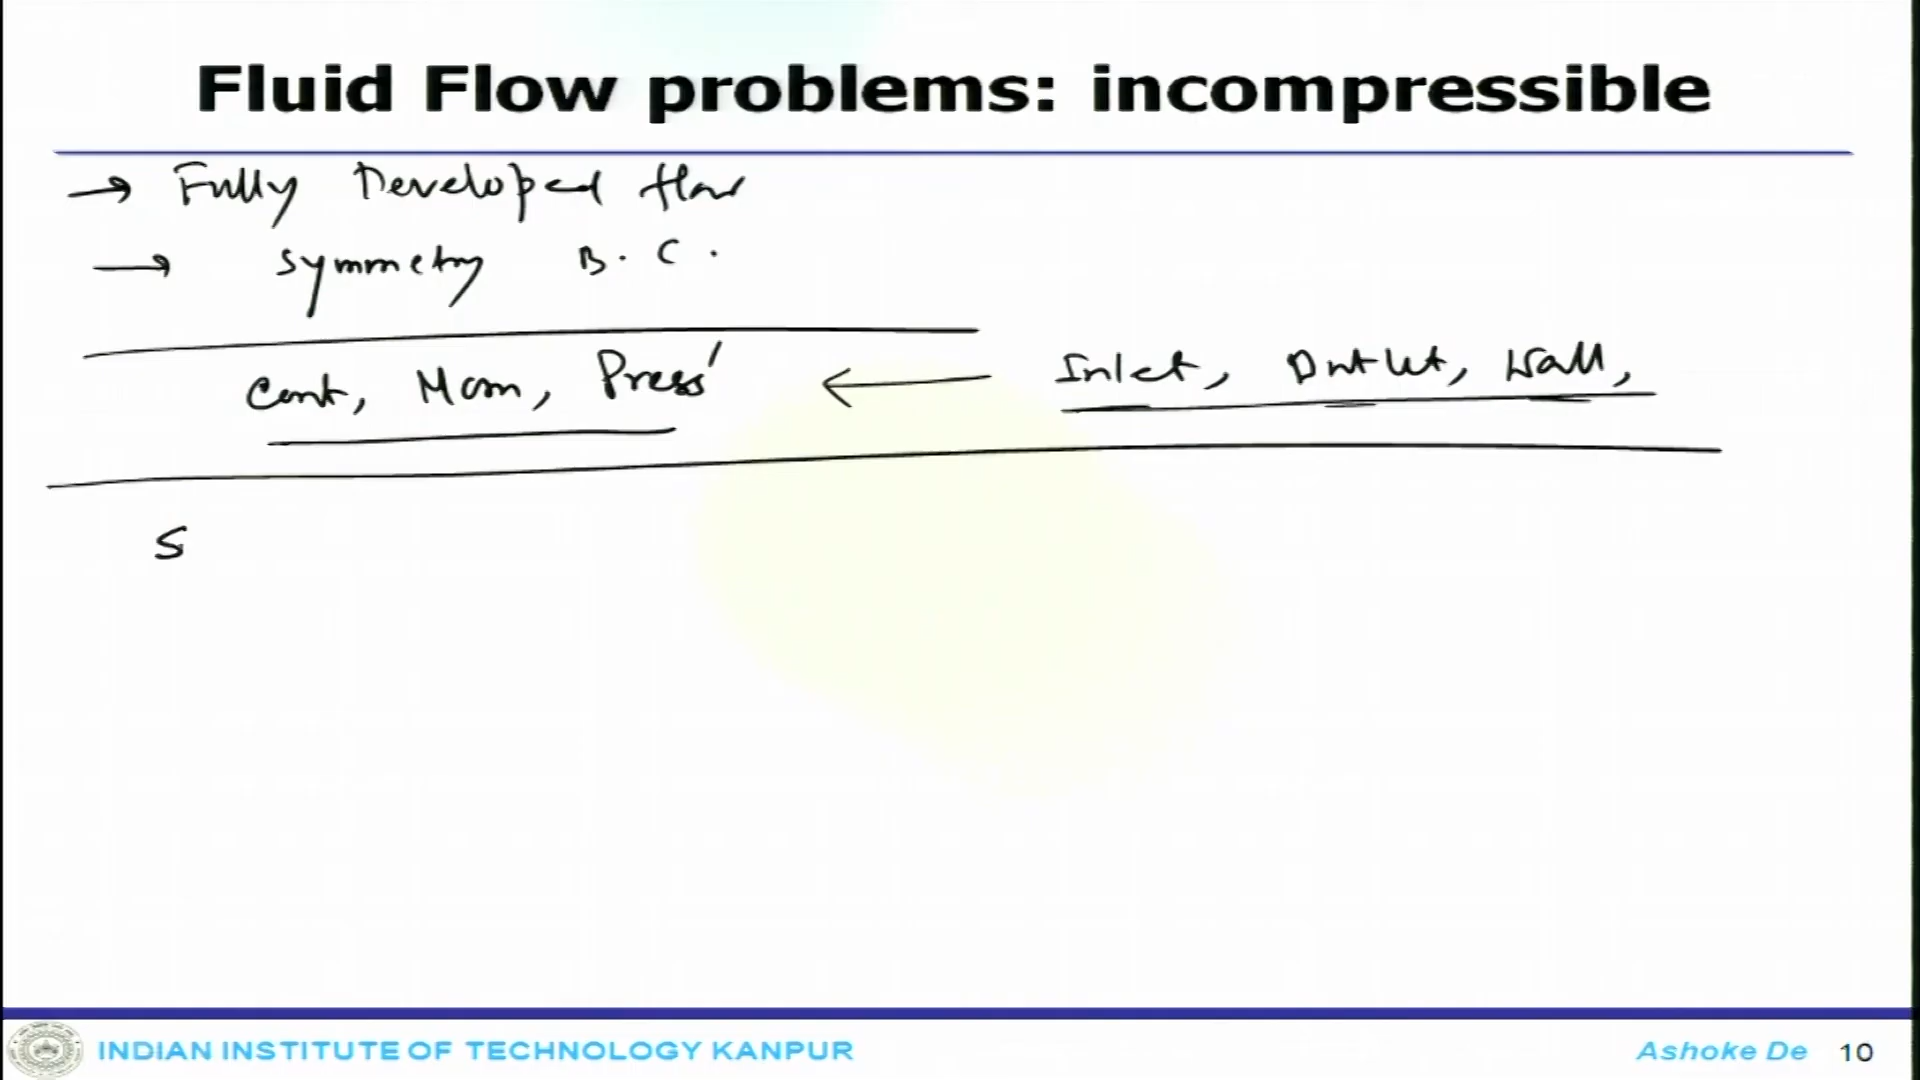 Fluid Flow problems: incompressible
→ Fully Developed flow
→ Symmetry B.C.
Cont, Mom, Press' ← Inlet, Outlet, Wall,
S
INDIAN INSTITUTE OF TECHNOLOGY KANPUR
Ashoke De 10